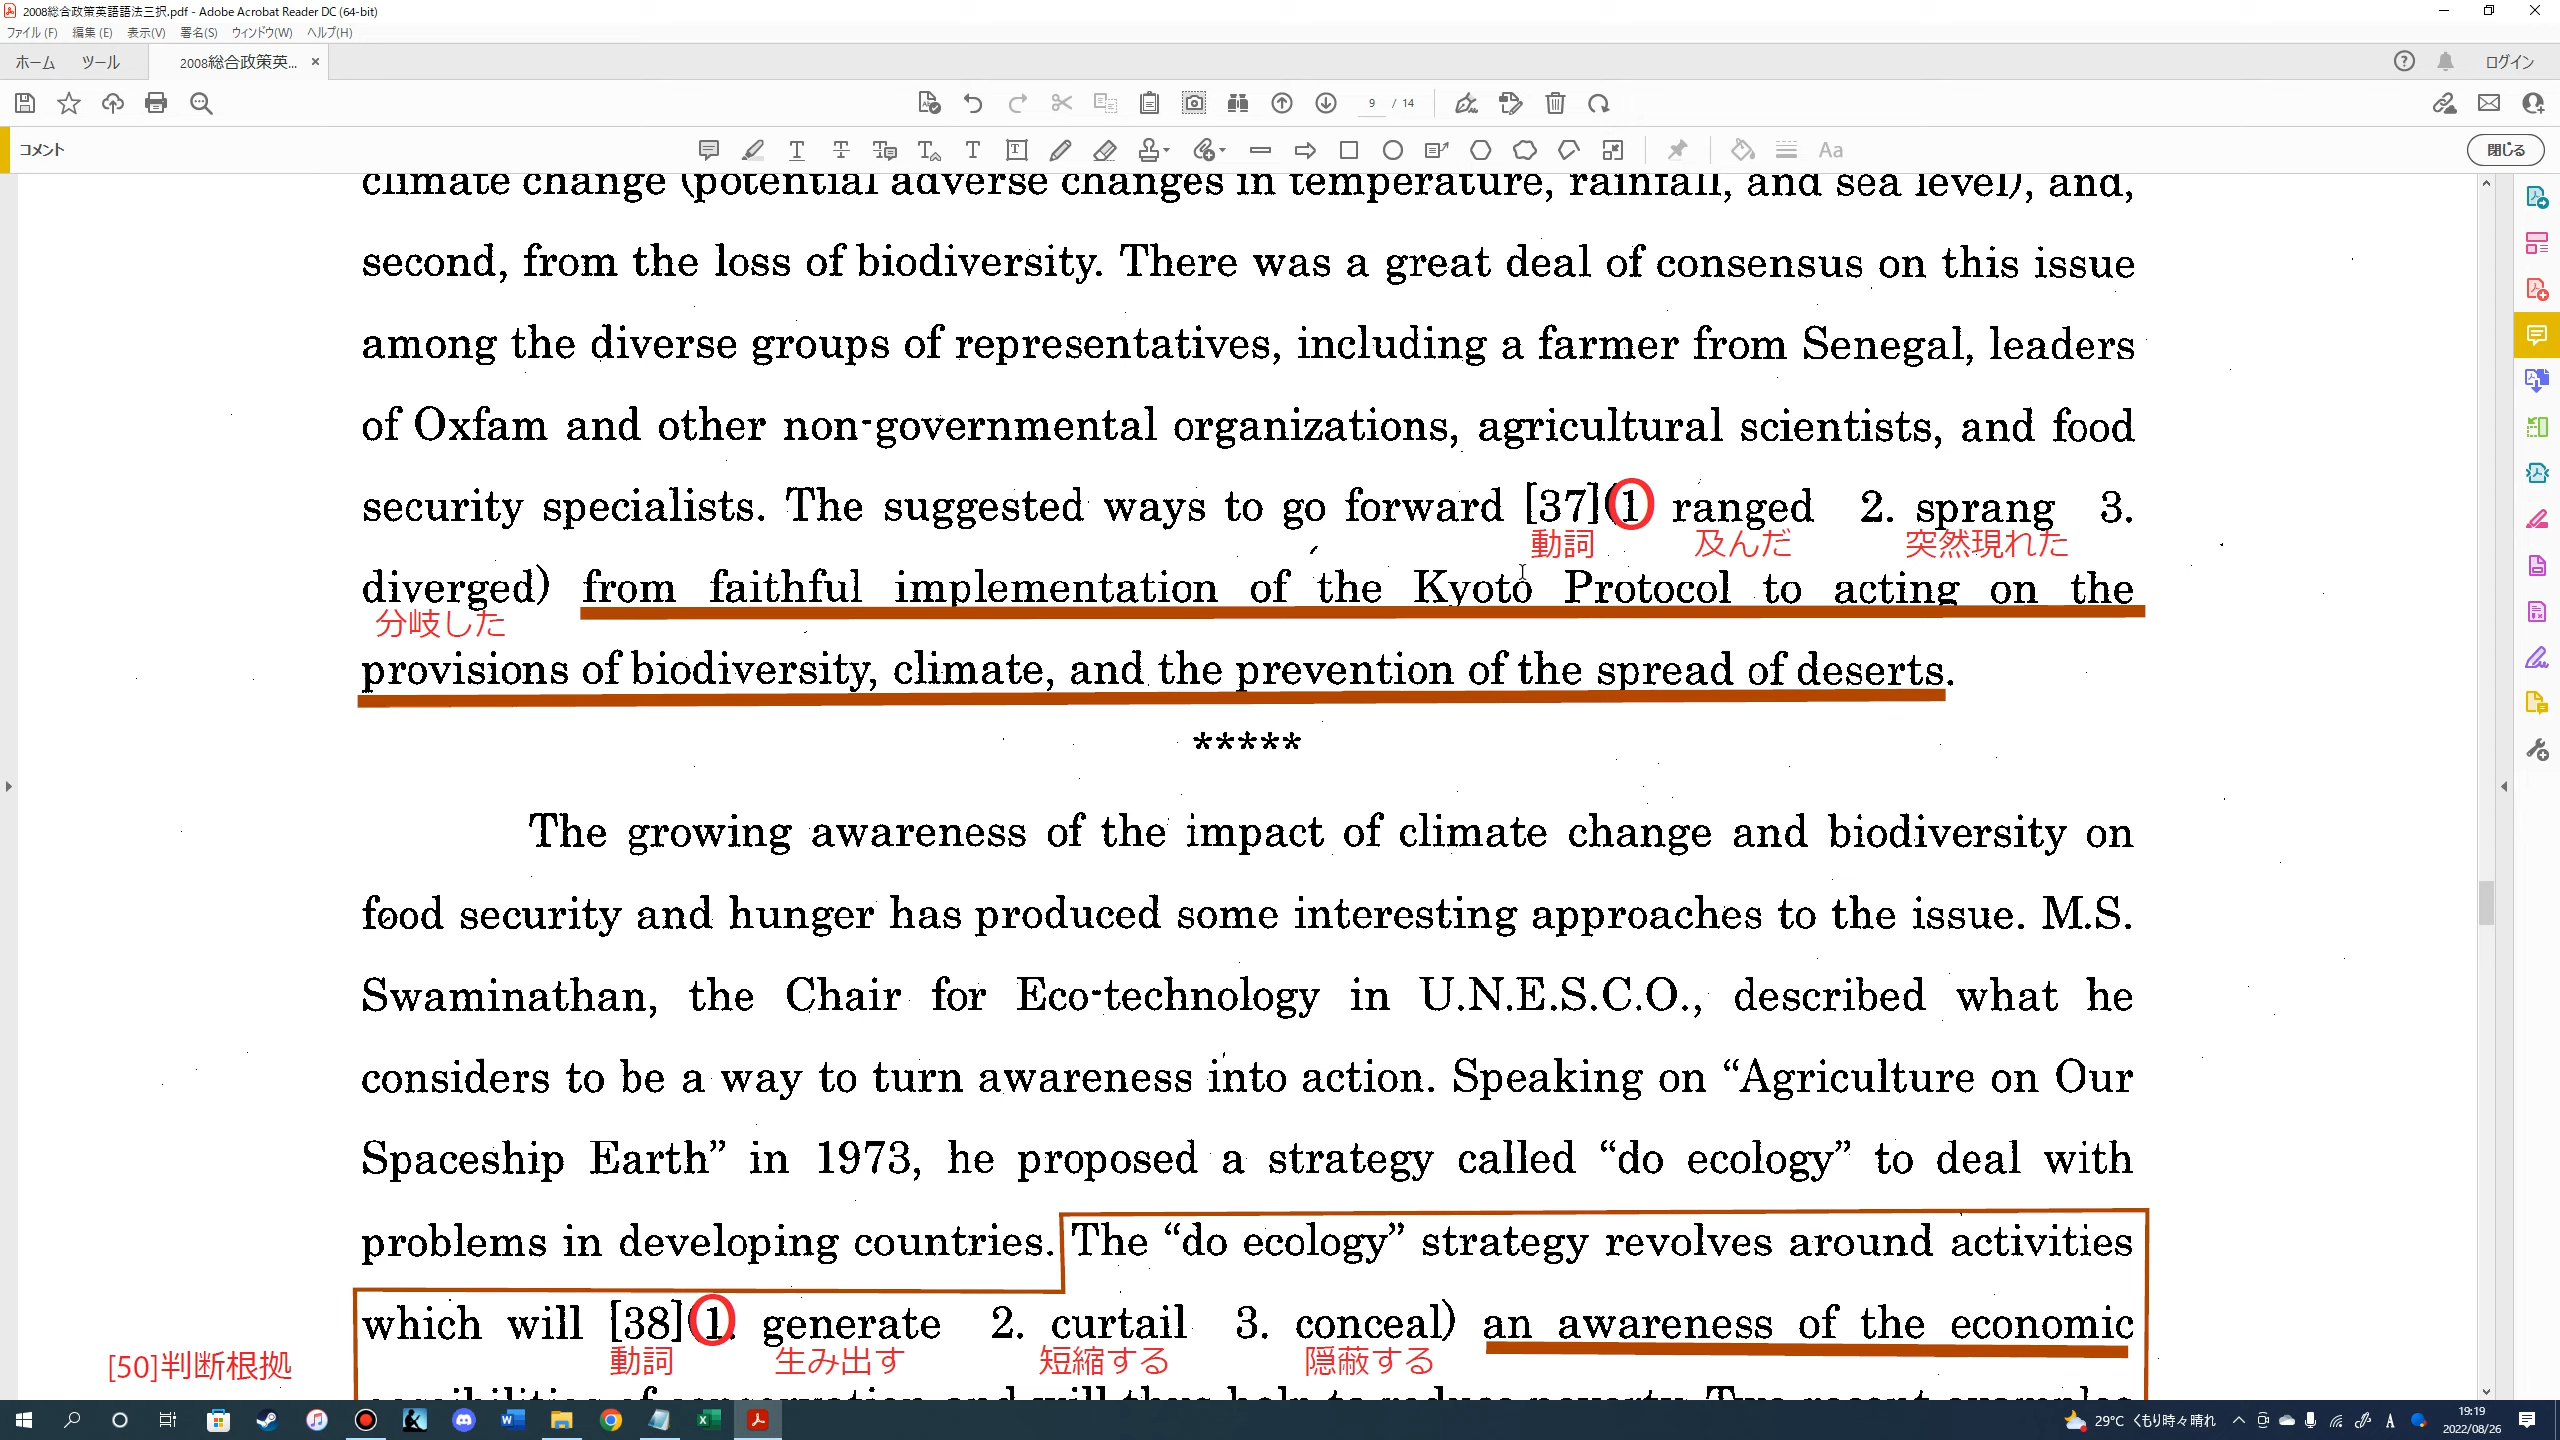 2008総合政策英語語法三択.pdf - Adobe Acrobat Reader DC (64-bit)
ファイル(F) 編集(E) 表示(V) 署名(S) ウィンドウ(W) ヘルプ(H)
ホーム ツール 2008総合政策英... × ログイン
9 / 14
コメント Aa 閉じる
climate change (potential adverse changes in temperature, rainfall, and sea level), and,
second, from the loss of biodiversity. There was a great deal of consensus on this issue
among the diverse groups of representatives, including a farmer from Senegal, leaders
of Oxfam and other non-governmental organizations, agricultural scientists, and food
security specialists. The suggested ways to go forward [37](1 ranged 2. sprang 3.
動詞 及んだ 突然現れた
diverged) from faithful implementation of the Kyoto Protocol to acting on the
分岐した
provisions of biodiversity, climate, and the prevention of the spread of deserts.
*****
The growing awareness of the impact of climate change and biodiversity on
food security and hunger has produced some interesting approaches to the issue. M.S.
Swaminathan, the Chair for Eco-technology in U.N.E.S.C.O., described what he
considers to be a way to turn awareness into action. Speaking on “Agriculture on Our
Spaceship Earth” in 1973, he proposed a strategy called “do ecology” to deal with
problems in developing countries. The “do ecology” strategy revolves around activities
which will [38](1. generate 2. curtail 3. conceal) an awareness of the economic
[50]判断根拠 動詞 生み出す 短縮する 隠蔽する
possibilities of conservation and will thus help to reduce poverty. Two recent examples
29°C くもり時々晴れ A 19:19
2022/08/26